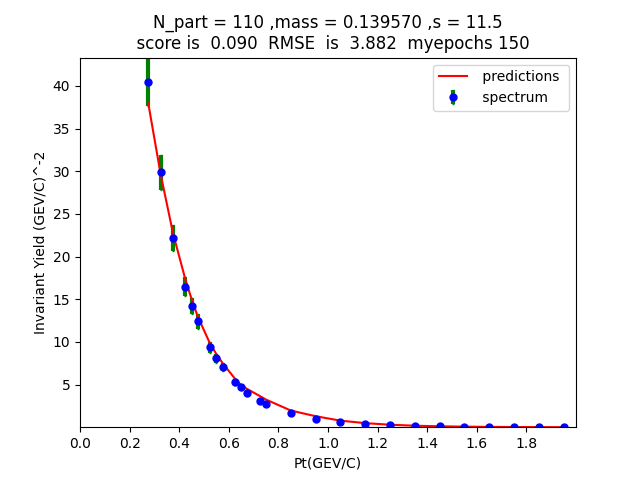 N_part = 110 ,mass = 0.139570 ,s = 11.5
score is  0.090  RMSE  is  3.882  myepochs 150
predictions
spectrum
Invariant Yield (GEV/C)^-2
40
35
30
25
20
15
10
5
0.0 0.2 0.4 0.6 0.8 1.0 1.2 1.4 1.6 1.8
Pt(GEV/C)